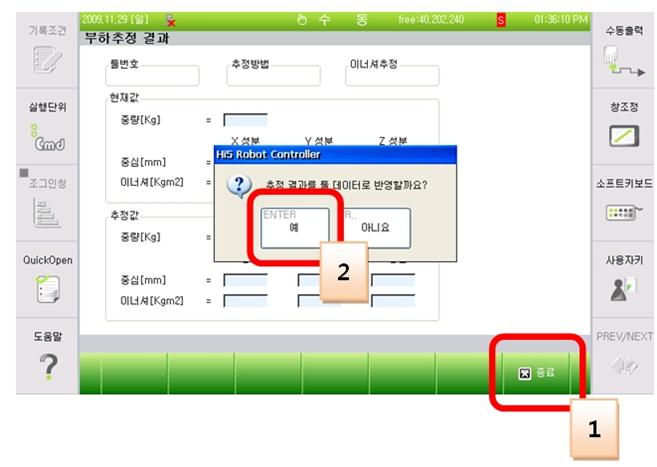 2009,11,29 [일]
수 동
free:40,202,240
S
01:36:10 PM
부하추정 결과
기록조건
실행단위
Cmd
조그인칭
QuickOpen
도움말
툴번호
추정방법
이너셔추정
현재값
중량[Kg] =
X 성분 Y 성분 Z 성분
중심[mm] =
이너셔[Kgm2] =
Hi5 Robot Controller
추정 결과를 툴 데이터로 반영할까요?
ENTER
예
아니요
2
추정값
중량[Kg] =
중심[mm] =
이너셔[Kgm2] =
종료
1
수동출력
창조정
소프트키보드
사용자키
F
PREV/NEXT